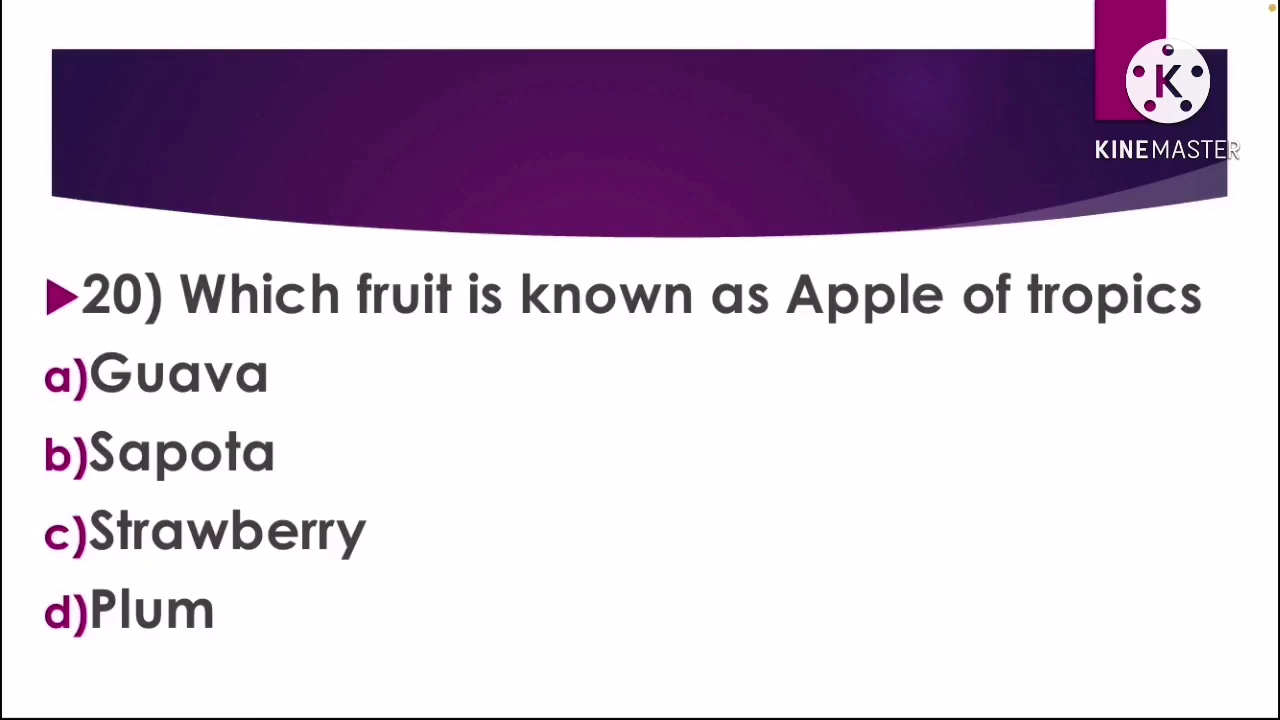 K
KINEMASTER
20) Which fruit is known as Apple of tropics
a)Guava
b)Sapota
c)Strawberry
d)Plum